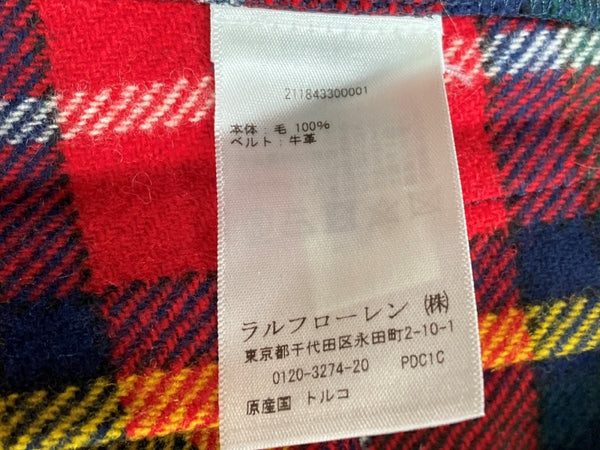 211843300001
本体：毛 100%
ベルト：牛革
ラルフローレン ㈱
東京都千代田区永田町2-10-1
0120-3274-20 PDC1C
原産国 トルコ